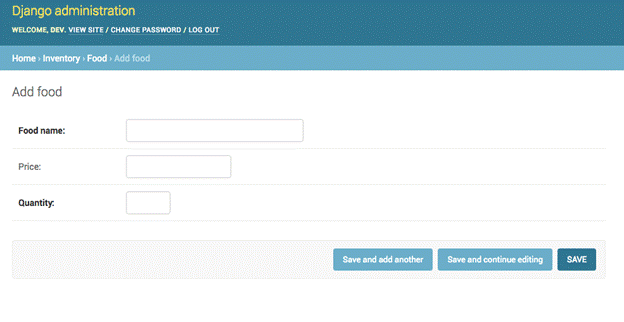 Django administration
WELCOME, DEV. VIEW SITE / CHANGE PASSWORD / LOG OUT
Home › Inventory › Food › Add food
Add food
Food name:
Price:
Quantity:
Save and add another Save and continue editing SAVE